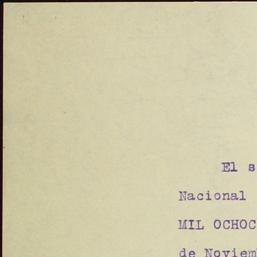 El s
Nacional
MIL OCHOC
de Noviem